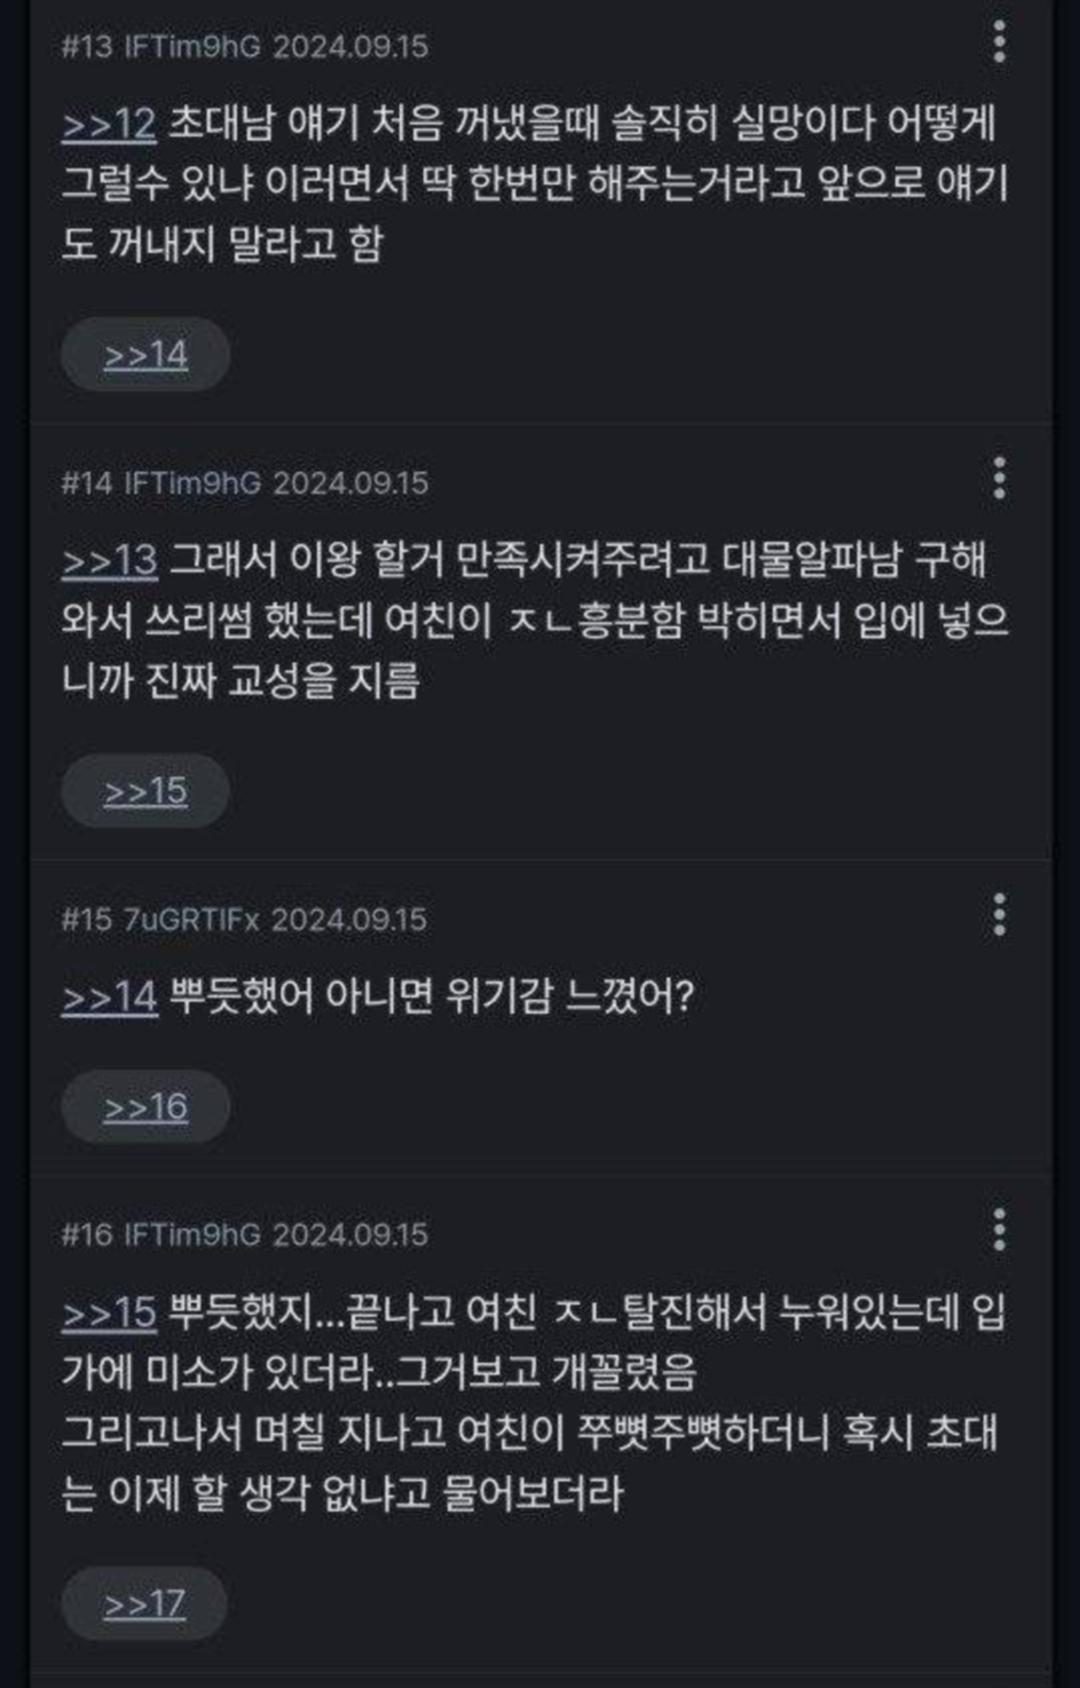 #13 IFTim9hG 2024.09.15
>>12 초대남 얘기 처음 꺼냈을때 솔직히 실망이다 어떻게
그럴수 있냐 이러면서 딱 한번만 해주는거라고 앞으로 얘기
도 꺼내지 말라고 함
>>14
#14 IFTim9hG 2024.09.15
>>13 그래서 이왕 할거 만족시켜주려고 대물알파남 구해
와서 쓰리썸 했는데 여친이 ㅈㄴ흥분함 박히면서 입에 넣으
니까 진짜 교성을 지름
>>15
#15 7uGRTIFx 2024.09.15
>>14 뿌듯했어 아니면 위기감 느꼈어?
>>16
#16 IFTim9hG 2024.09.15
>>15 뿌듯했지...끝나고 여친 ㅈㄴ탈진해서 누워있는데 입
가에 미소가 있더라..그거보고 개꼴렸음
그리고나서 며칠 지나고 여친이 쭈뼛주뼛하더니 혹시 초대
는 이제 할 생각 없냐고 물어보더라
>>17